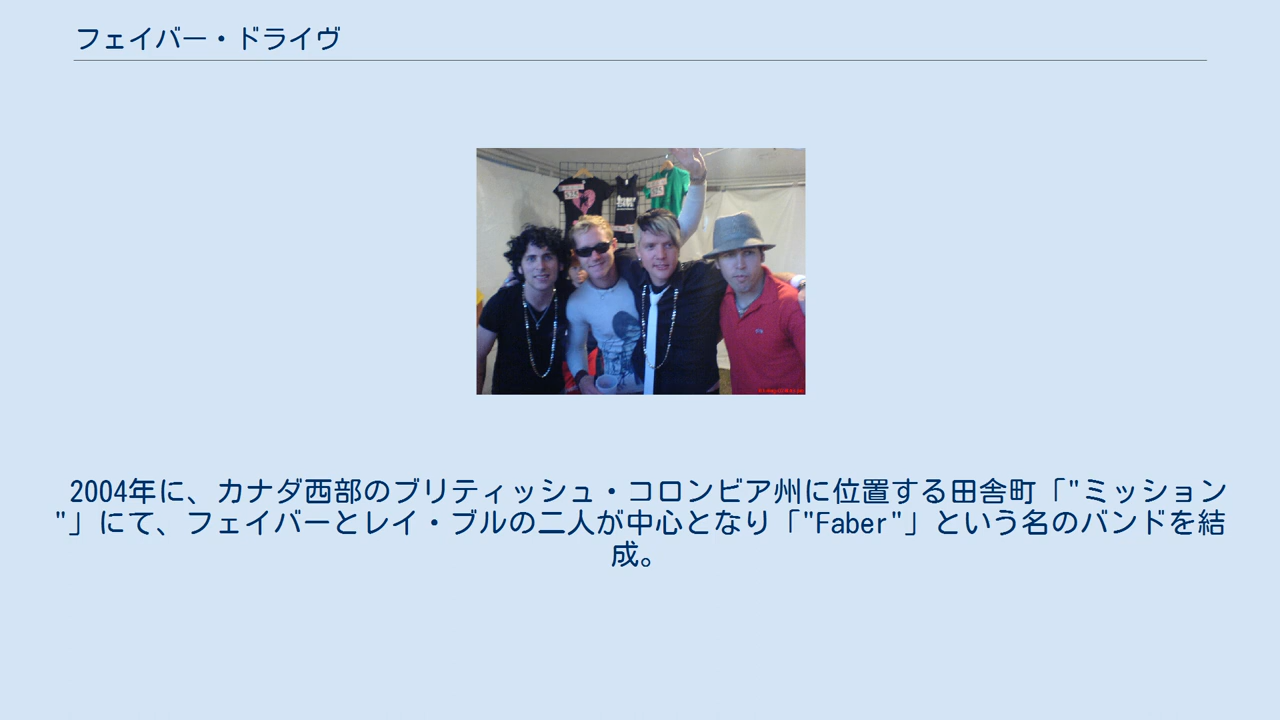 フェイバー・ドライヴ
2004年に、カナダ西部のブリティッシュ・コロンビア州に位置する田舎町「"ミッション
"」にて、フェイバーとレイ・ブルの二人が中心となり「"Faber"」という名のバンドを結
成。